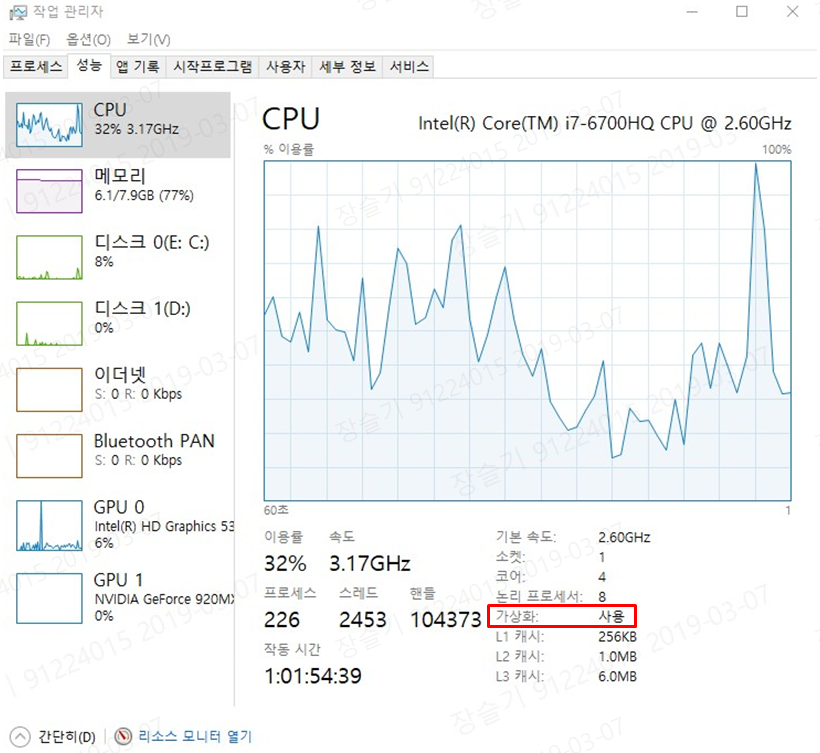 작업 관리자
파일(F) 옵션(O) 보기(V)
프로세스 성능 앱 기록 시작프로그램 사용자 세부 정보 서비스
CPU
32% 3.17GHz
메모리
6.1/7.9GB (77%)
디스크 0(E: C:)
8%
디스크 1(D:)
0%
이더넷
S: 0 R: 0 Kbps
Bluetooth PAN
S: 0 R: 0 Kbps
GPU 0
Intel(R) HD Graphics 53
6%
GPU 1
NVIDIA GeForce 920MX
0%
CPU Intel(R) Core(TM) i7-6700HQ CPU @ 2.60GHz
% 이용률 100%
60초 1
이용률 속도
32% 3.17GHz
프로세스 스레드 핸들
226 2453 104373
작동 시간
1:01:54:39
기본 속도: 2.60GHz
소켓: 1
코어: 4
논리 프로세서: 8
가상화: 사용
L1 캐시: 256KB
L2 캐시: 1.0MB
L3 캐시: 6.0MB
간단히(D) 리소스 모니터 열기
장슬기 91224015 2019-03-07